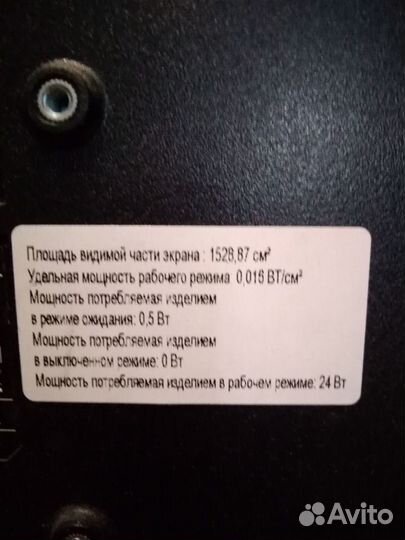 Площадь видимой части экрана : 1528,87 см²
Удельная мощность рабочего режима 0,016 ВТ/см²
Мощность потребляемая изделием
в режиме ожидания: 0,5 Вт
Мощность потребляемая изделием
в выключенном режиме: 0 Вт
Мощность потребляемая изделием в рабочем режиме: 24 Вт
Avito